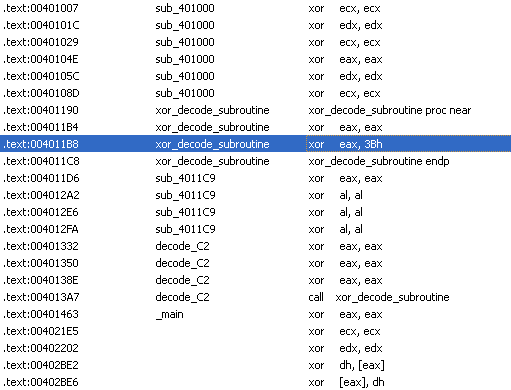 .text:00401007 sub_401000 xor ecx, ecx
.text:0040101C sub_401000 xor edx, edx
.text:00401029 sub_401000 xor ecx, ecx
.text:0040104E sub_401000 xor eax, eax
.text:0040105C sub_401000 xor edx, edx
.text:0040108D sub_401000 xor ecx, ecx
.text:00401190 xor_decode_subroutine xor_decode_subroutine proc near
.text:004011B4 xor_decode_subroutine xor eax, eax
.text:004011B8 xor_decode_subroutine xor eax, 3Bh
.text:004011C8 xor_decode_subroutine xor_decode_subroutine endp
.text:004011D6 sub_4011C9 xor eax, eax
.text:004012A2 sub_4011C9 xor al, al
.text:004012E6 sub_4011C9 xor al, al
.text:004012FA sub_4011C9 xor al, al
.text:00401332 decode_C2 xor eax, eax
.text:00401350 decode_C2 xor eax, eax
.text:0040138E decode_C2 xor eax, eax
.text:004013A7 decode_C2 call xor_decode_subroutine
.text:00401463 _main xor eax, eax
.text:004021E5 xor ecx, ecx
.text:00402202 xor edx, edx
.text:00402BE2 xor dh, [eax]
.text:00402BE6 xor [eax], dh